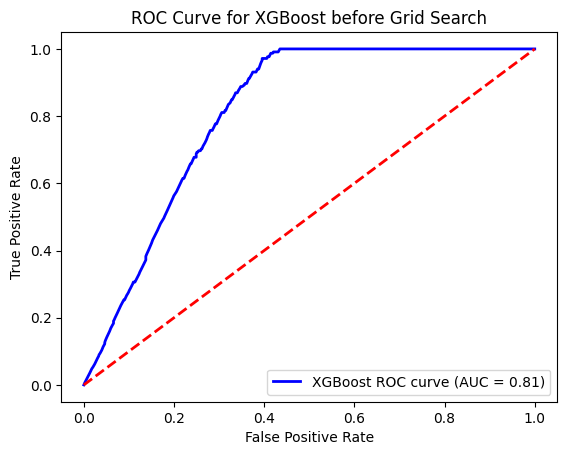 ROC Curve for XGBoost before Grid Search
1.0
0.8
0.6
0.4
0.2
0.0
True Positive Rate
0.0 0.2 0.4 0.6 0.8 1.0
False Positive Rate
XGBoost ROC curve (AUC = 0.81)